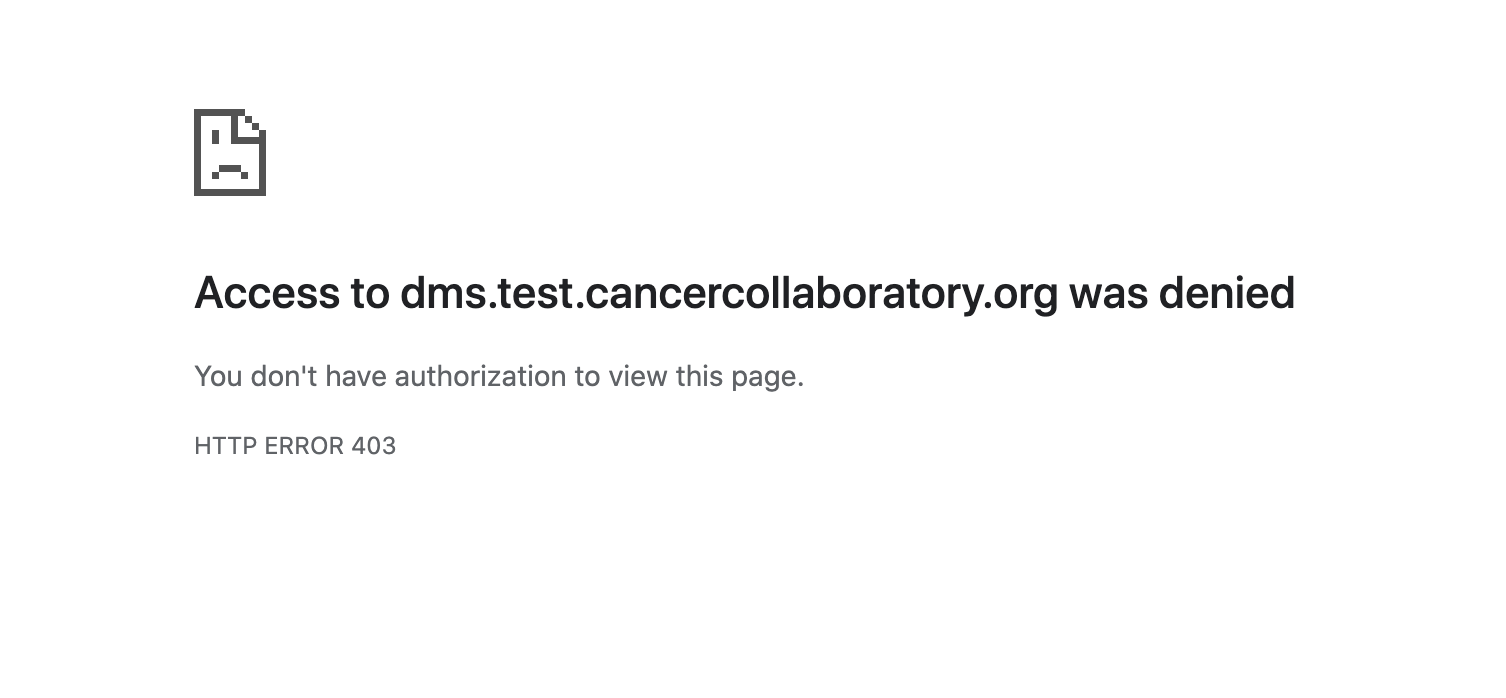 Access to dms.test.cancercollaboratory.org was denied
You don't have authorization to view this page.
HTTP ERROR 403